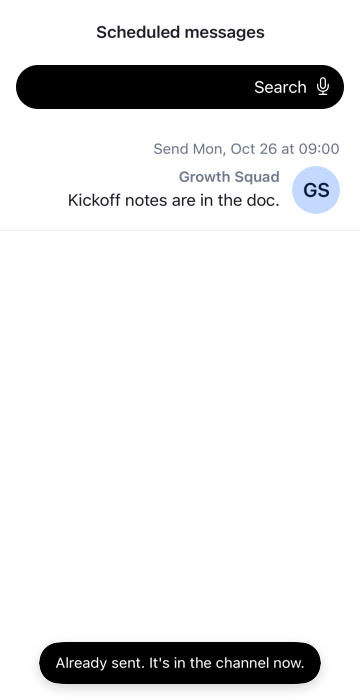 Scheduled messages
Search
Send Mon, Oct 26 at 09:00
Growth Squad
GS
Kickoff notes are in the doc.
Already sent. It's in the channel now.